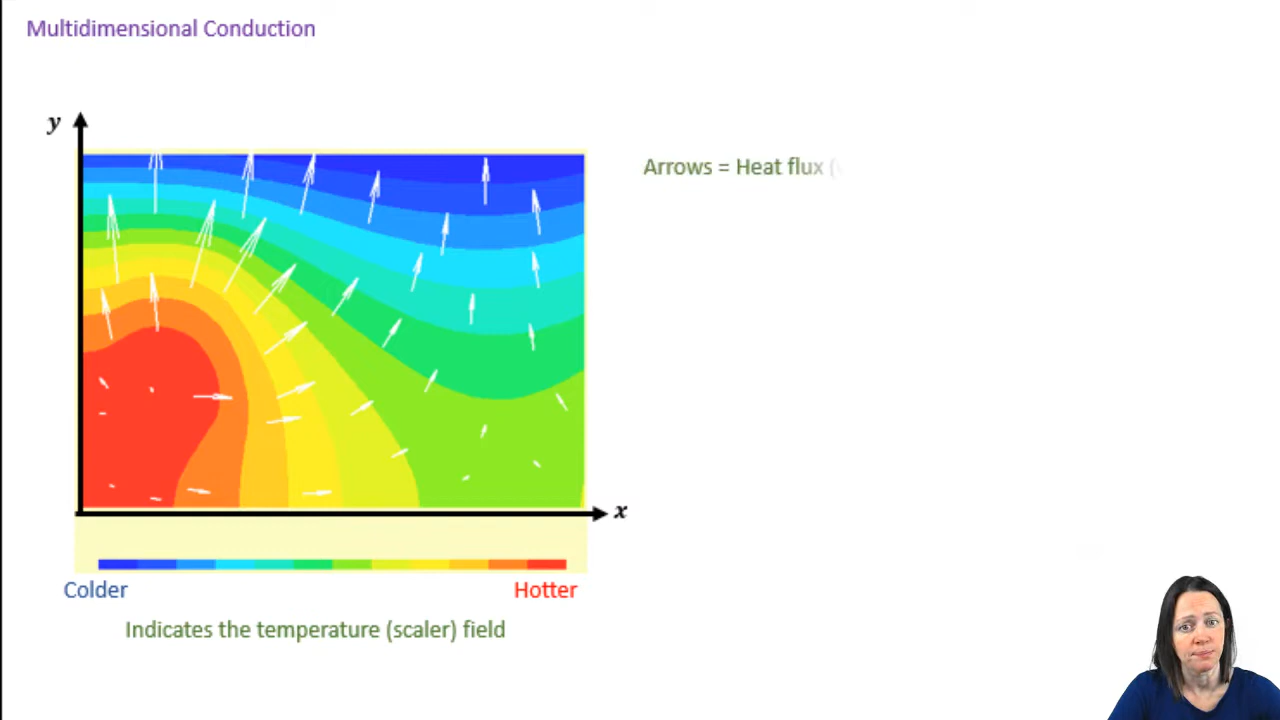 Multidimensional Conduction
y
Arrows = Heat flux (
x
Colder
Hotter
Indicates the temperature (scaler) field